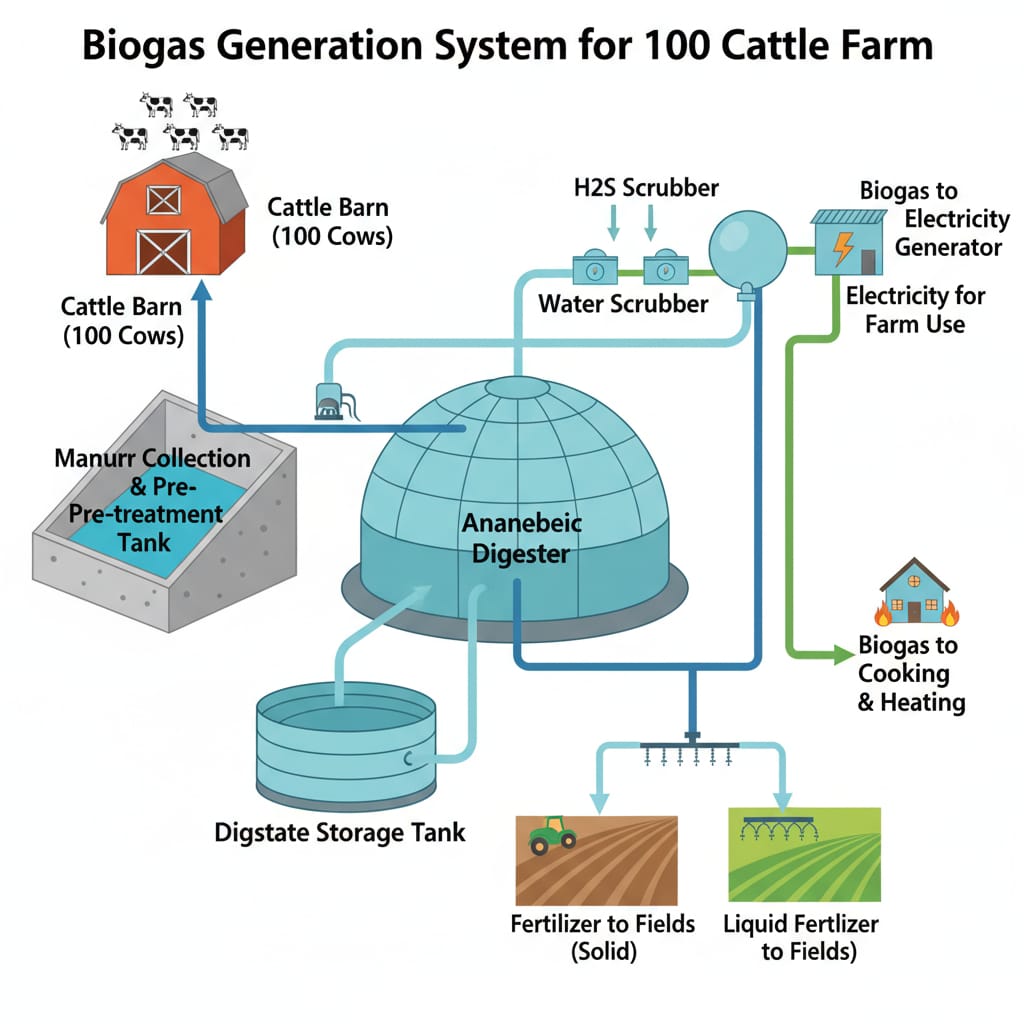 Biogas Generation System for 100 Cattle Farm
Cattle Barn
(100 Cows)
H2S Scrubber
Biogas to
Electricity
Generator
Water Scrubber
Electricity for
Farm Use
Cattle Barn
(100 Cows)
Manurr Collection
& Pre-
Pre-treatment
Tank
Ananebeic
Digester
Biogas to
Cooking
& Heating
Digstate Storage Tank
Fertilizer to Fields
(Solid)
Liquid Fertlizer
to Fields)